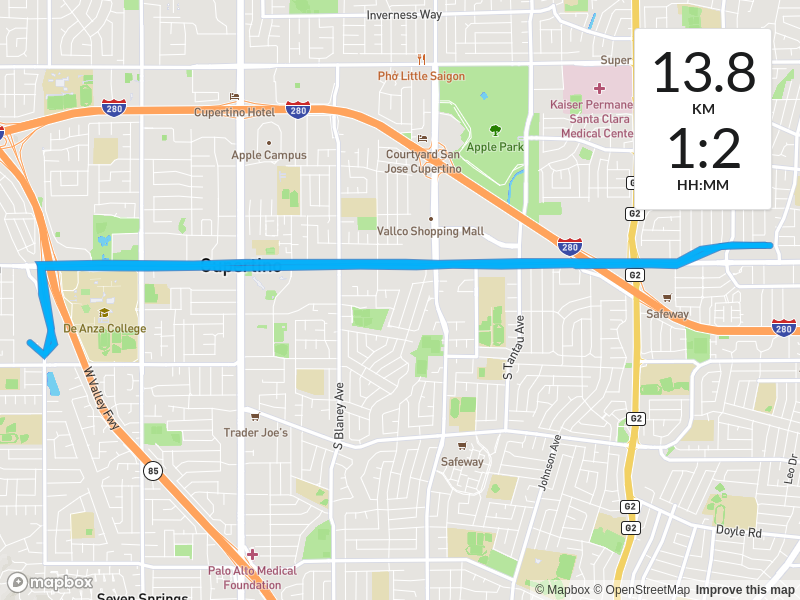 Inverness Way
Super
Phở Little Saigon
280
280
Cupertino Hotel
Kaiser Permane
Santa Clara
Medical Cente
Apple Park
Apple Campus
Courtyard San
Jose Cupertino
13.8
KM
1:2
HH:MM
G2
G2
Vallco Shopping Mall
280
Cupertino
G2
De Anza College
Safeway
280
S Tantau Ave
W Valley Fwy
S Blaney Ave
Trader Joe's
G2
Safeway
Johnson Ave
Leo Dr
85
G2
G2
Doyle Rd
Palo Alto Medical
Foundation
mapbox
Seven Springs
© Mapbox © OpenStreetMap Improve this map